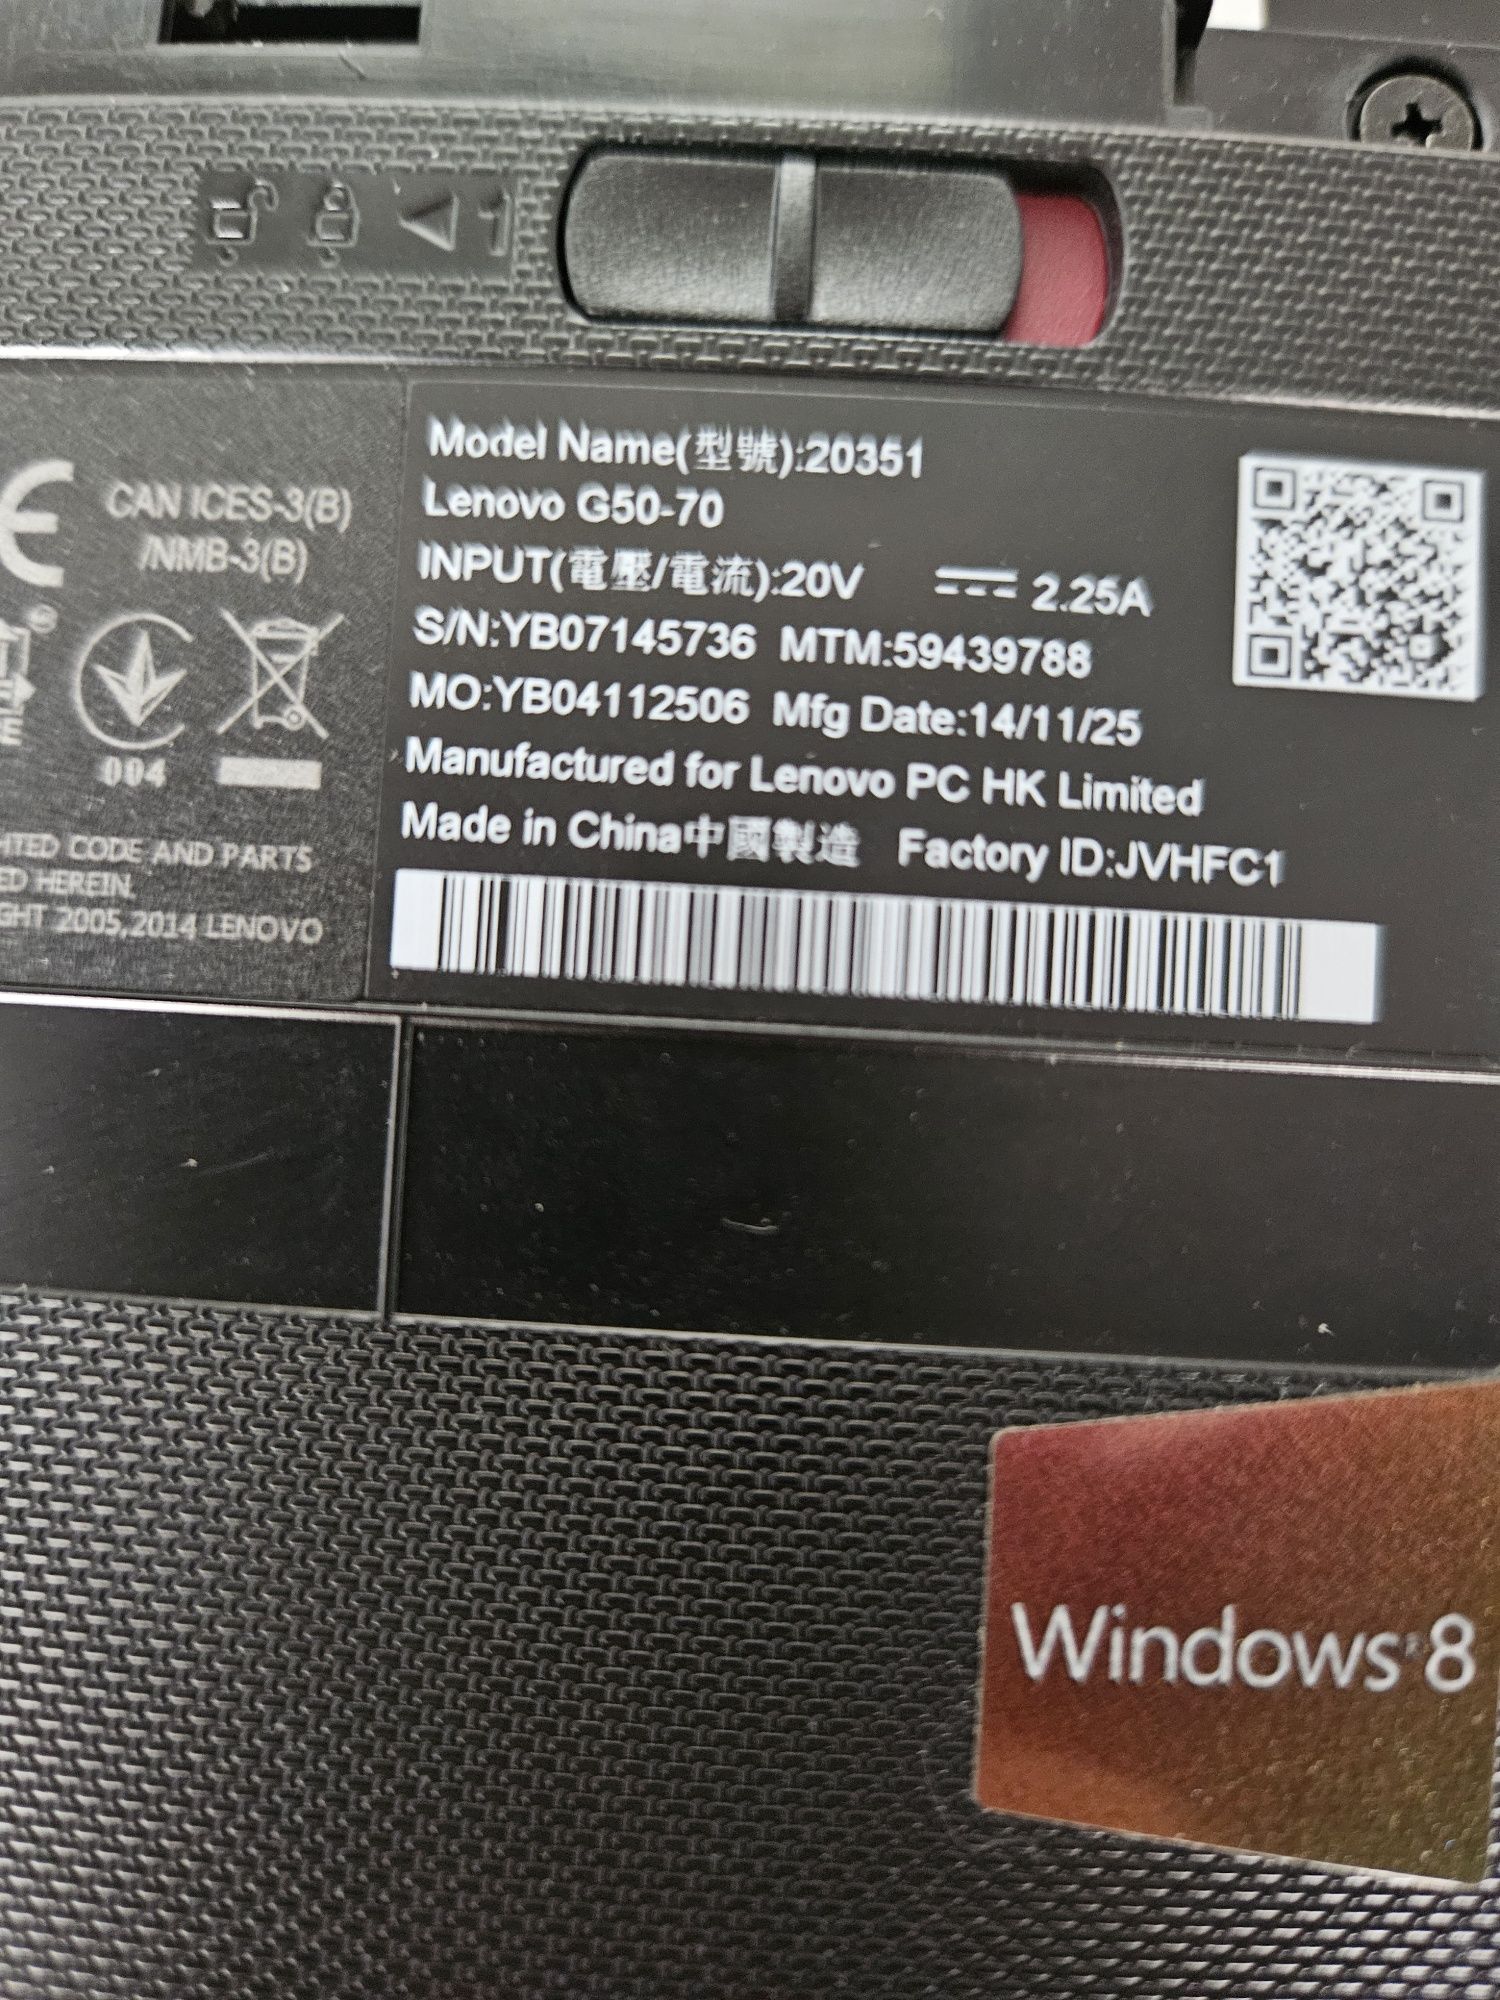 1
CAN ICES-3(B)
/NMB-3(B)
004
CODE AND PARTS
HEREIN.
2005,2014 LENOVO
Model Name(型號):20351
Lenovo G50-70
INPUT(電壓/電流):20V 2.25A
S/N:YB07145736 MTM:59439788
MO:YB04112506 Mfg Date:14/11/25
Manufactured for Lenovo PC HK Limited
Made in China中國製造 Factory ID:JVHFC1
Windows®8